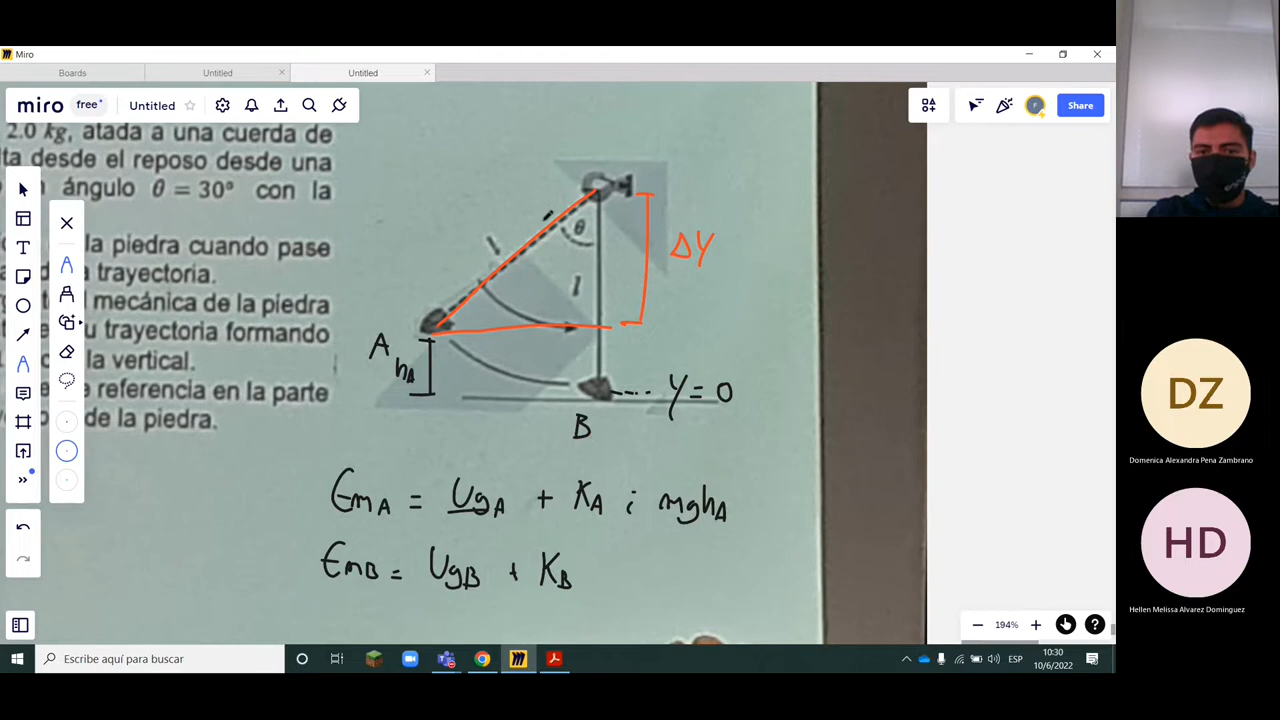 Miro
Boards
Untitled
Untitled
miro free Untitled
Share
2.0 kg, atada a una cuerda de
desde el reposo desde una
ángulo θ = 30° con la
la piedra cuando pase
trayectoria.
mecánica de la piedra
trayectoria formando
la vertical.
referencia en la parte
de la piedra.
θ
l
l
ΔY
A
hA
Y = 0
B
EmA = UgA + KA ; mghA
EmB = UgB + KB
194%
DZ
Domenica Alexandra Pena Zambrano
HD
Hellen Melissa Alvarez Dominguez
Escribe aquí para buscar
ESP
10:30
10/6/2022